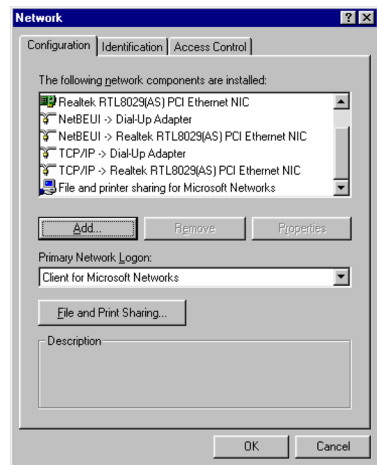 Network
Configuration Identification Access Control
The following network components are installed:
Realtek RTL8029(AS) PCI Ethernet NIC
NetBEUI -> Dial-Up Adapter
NetBEUI -> Realtek RTL8029(AS) PCI Ethernet NIC
TCP/IP -> Dial-Up Adapter
TCP/IP -> Realtek RTL8029(AS) PCI Ethernet NIC
File and printer sharing for Microsoft Networks
Add... Remove Properties
Primary Network Logon:
Client for Microsoft Networks
File and Print Sharing...
Description
OK Cancel